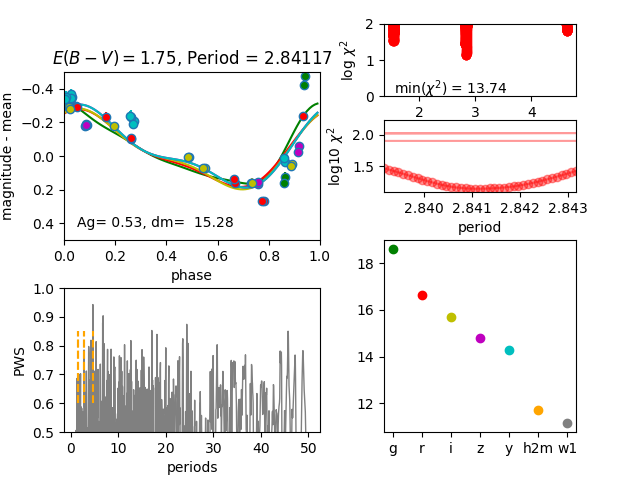 E(B − V) = 1.75, Period = 2.84117
−0.4
−0.2
0.0
0.2
0.4
magnitude - mean
Ag= 0.53, dm=  15.28
0.0 0.2 0.4 0.6 0.8 1.0
phase
2
1
0
log χ²
min(χ²) = 13.74
2 3 4
2.0
1.5
log10 χ²
2.840 2.841 2.842 2.843
period
1.0
0.9
0.8
0.7
0.6
0.5
PWS
0 10 20 30 40 50
periods
18
16
14
12
g r i z y h2m w1